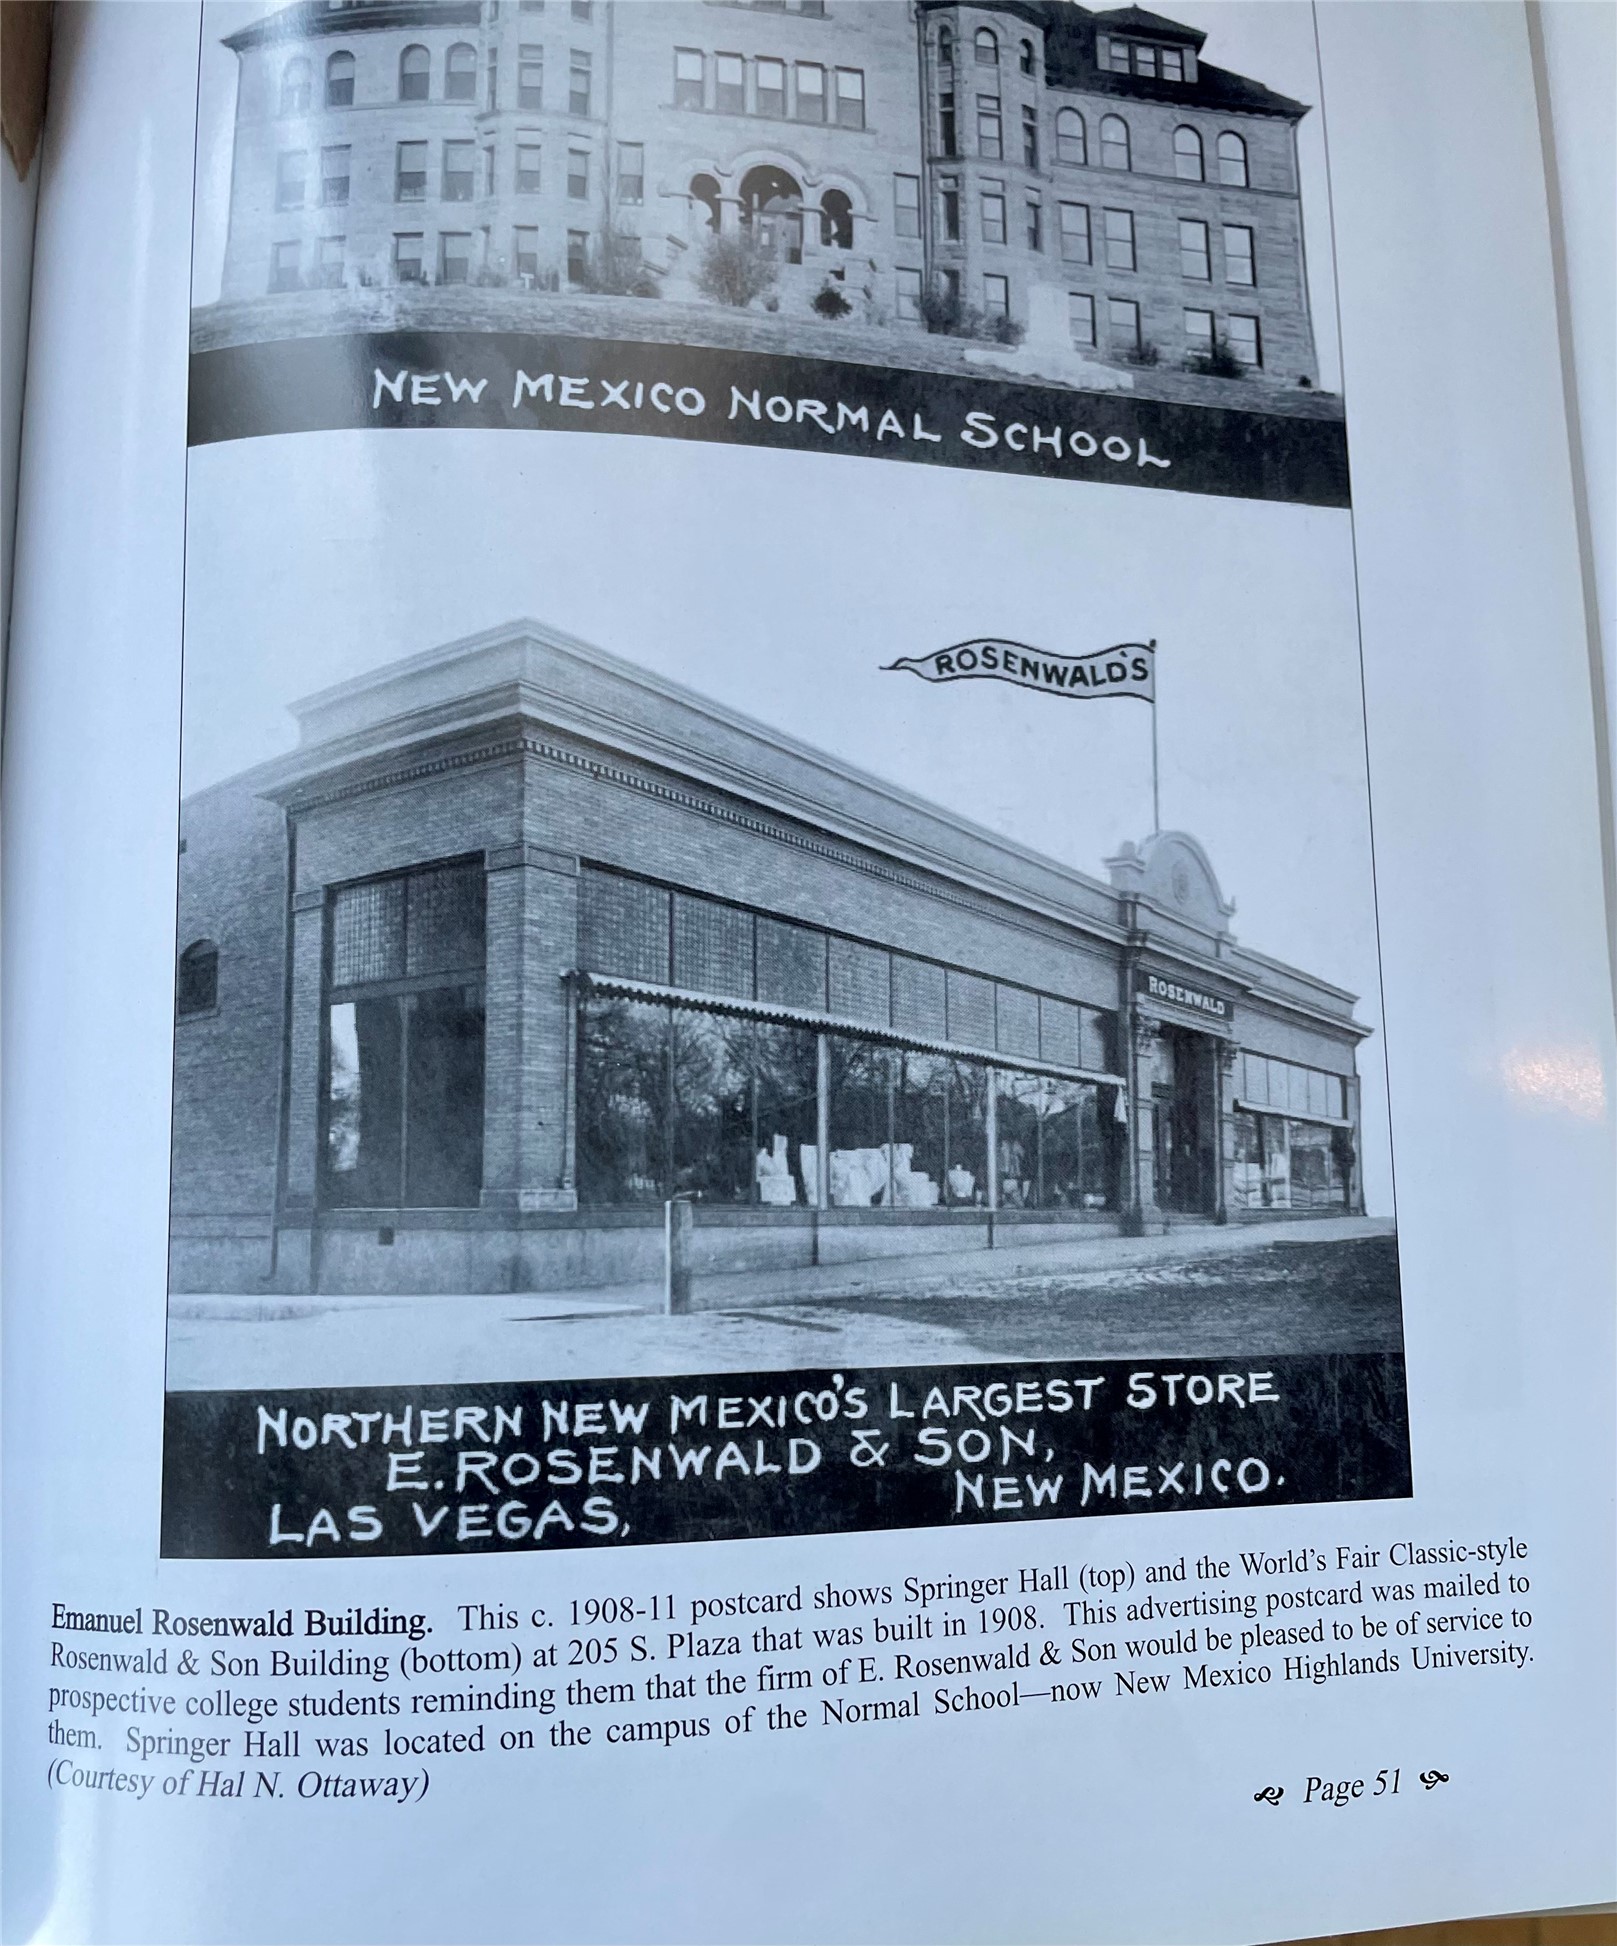 NEW MEXICO NORMAL SCHOOL
ROSENWALD'S
ROSENWALD
NORTHERN NEW MEXICO'S LARGEST STORE
E. ROSENWALD & SON,
LAS VEGAS, NEW MEXICO.
Emanuel Rosenwald Building. This c. 1908-11 postcard shows Springer Hall (top) and the World's Fair Classic-style
Rosenwald & Son Building (bottom) at 205 S. Plaza that was built in 1908. This advertising postcard was mailed to
prospective college students reminding them that the firm of E. Rosenwald & Son would be pleased to be of service to
them. Springer Hall was located on the campus of the Normal School—now New Mexico Highlands University.
(Courtesy of Hal N. Ottaway)
Page 51